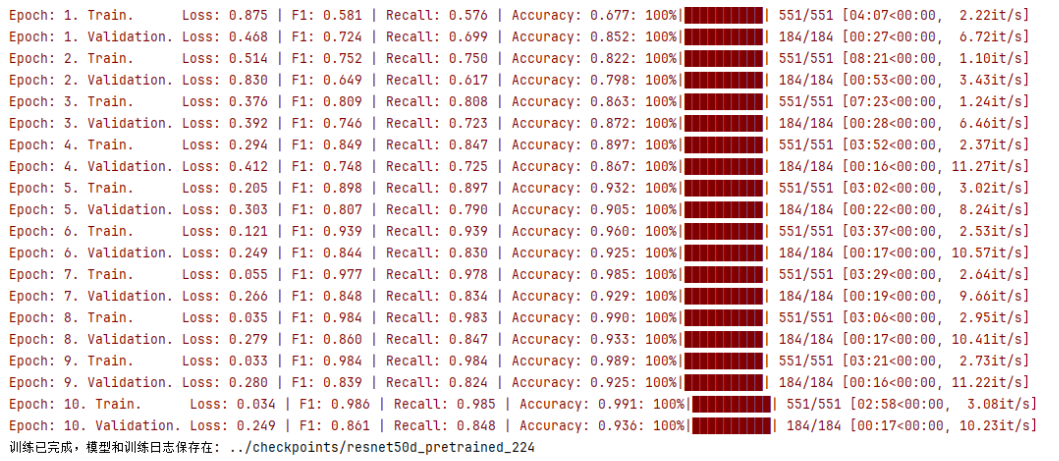 Epoch: 1. Train.      Loss: 0.875 | F1: 0.581 | Recall: 0.576 | Accuracy: 0.677: 100%|██████████| 551/551 [04:07<00:00,  2.22it/s]
Epoch: 1. Validation. Loss: 0.468 | F1: 0.724 | Recall: 0.699 | Accuracy: 0.852: 100%|██████████| 184/184 [00:27<00:00,  6.72it/s]
Epoch: 2. Train.      Loss: 0.514 | F1: 0.752 | Recall: 0.750 | Accuracy: 0.822: 100%|██████████| 551/551 [08:21<00:00,  1.10it/s]
Epoch: 2. Validation. Loss: 0.830 | F1: 0.649 | Recall: 0.617 | Accuracy: 0.798: 100%|██████████| 184/184 [00:53<00:00,  3.43it/s]
Epoch: 3. Train.      Loss: 0.376 | F1: 0.809 | Recall: 0.808 | Accuracy: 0.863: 100%|██████████| 551/551 [07:23<00:00,  1.24it/s]
Epoch: 3. Validation. Loss: 0.392 | F1: 0.746 | Recall: 0.723 | Accuracy: 0.872: 100%|██████████| 184/184 [00:28<00:00,  6.46it/s]
Epoch: 4. Train.      Loss: 0.294 | F1: 0.849 | Recall: 0.847 | Accuracy: 0.897: 100%|██████████| 551/551 [03:52<00:00,  2.37it/s]
Epoch: 4. Validation. Loss: 0.412 | F1: 0.748 | Recall: 0.725 | Accuracy: 0.867: 100%|██████████| 184/184 [00:16<00:00, 11.27it/s]
Epoch: 5. Train.      Loss: 0.205 | F1: 0.898 | Recall: 0.897 | Accuracy: 0.932: 100%|██████████| 551/551 [03:02<00:00,  3.02it/s]
Epoch: 5. Validation. Loss: 0.303 | F1: 0.807 | Recall: 0.790 | Accuracy: 0.905: 100%|██████████| 184/184 [00:22<00:00,  8.24it/s]
Epoch: 6. Train.      Loss: 0.121 | F1: 0.939 | Recall: 0.939 | Accuracy: 0.960: 100%|██████████| 551/551 [03:37<00:00,  2.53it/s]
Epoch: 6. Validation. Loss: 0.249 | F1: 0.844 | Recall: 0.830 | Accuracy: 0.925: 100%|██████████| 184/184 [00:17<00:00, 10.57it/s]
Epoch: 7. Train.      Loss: 0.055 | F1: 0.977 | Recall: 0.978 | Accuracy: 0.985: 100%|██████████| 551/551 [03:29<00:00,  2.64it/s]
Epoch: 7. Validation. Loss: 0.266 | F1: 0.848 | Recall: 0.834 | Accuracy: 0.929: 100%|██████████| 184/184 [00:19<00:00,  9.66it/s]
Epoch: 8. Train.      Loss: 0.035 | F1: 0.984 | Recall: 0.983 | Accuracy: 0.990: 100%|██████████| 551/551 [03:06<00:00,  2.95it/s]
Epoch: 8. Validation. Loss: 0.279 | F1: 0.860 | Recall: 0.847 | Accuracy: 0.933: 100%|██████████| 184/184 [00:17<00:00, 10.41it/s]
Epoch: 9. Train.      Loss: 0.033 | F1: 0.984 | Recall: 0.984 | Accuracy: 0.989: 100%|██████████| 551/551 [03:21<00:00,  2.73it/s]
Epoch: 9. Validation. Loss: 0.280 | F1: 0.839 | Recall: 0.824 | Accuracy: 0.925: 100%|██████████| 184/184 [00:16<00:00, 11.22it/s]
Epoch: 10. Train.      Loss: 0.034 | F1: 0.986 | Recall: 0.985 | Accuracy: 0.991: 100%|██████████| 551/551 [02:58<00:00,  3.08it/s]
Epoch: 10. Validation. Loss: 0.249 | F1: 0.861 | Recall: 0.848 | Accuracy: 0.936: 100%|██████████| 184/184 [00:17<00:00, 10.23it/s]
训练已完成，模型和训练日志保存在: ../checkpoints/resnet50d_pretrained_224